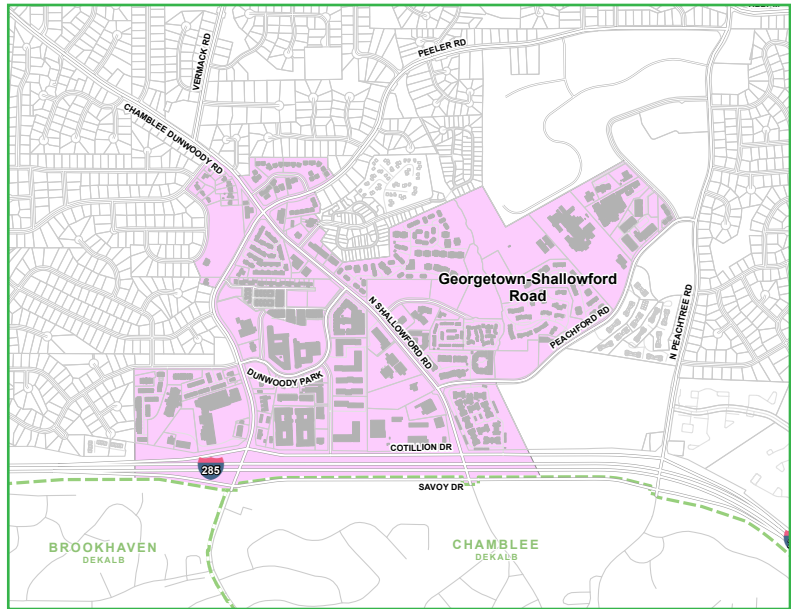 PEELER RD
VERMACK RD
CHAMBLEE DUNWOODY RD
Georgetown-Shallowford
Road
N SHALLOWFORD RD
PEACHFORD RD
N PEACHTREE RD
DUNWOODY PARK
COTILLION DR
285
SAVOY DR
BROOKHAVEN
DEKALB
CHAMBLEE
DEKALB